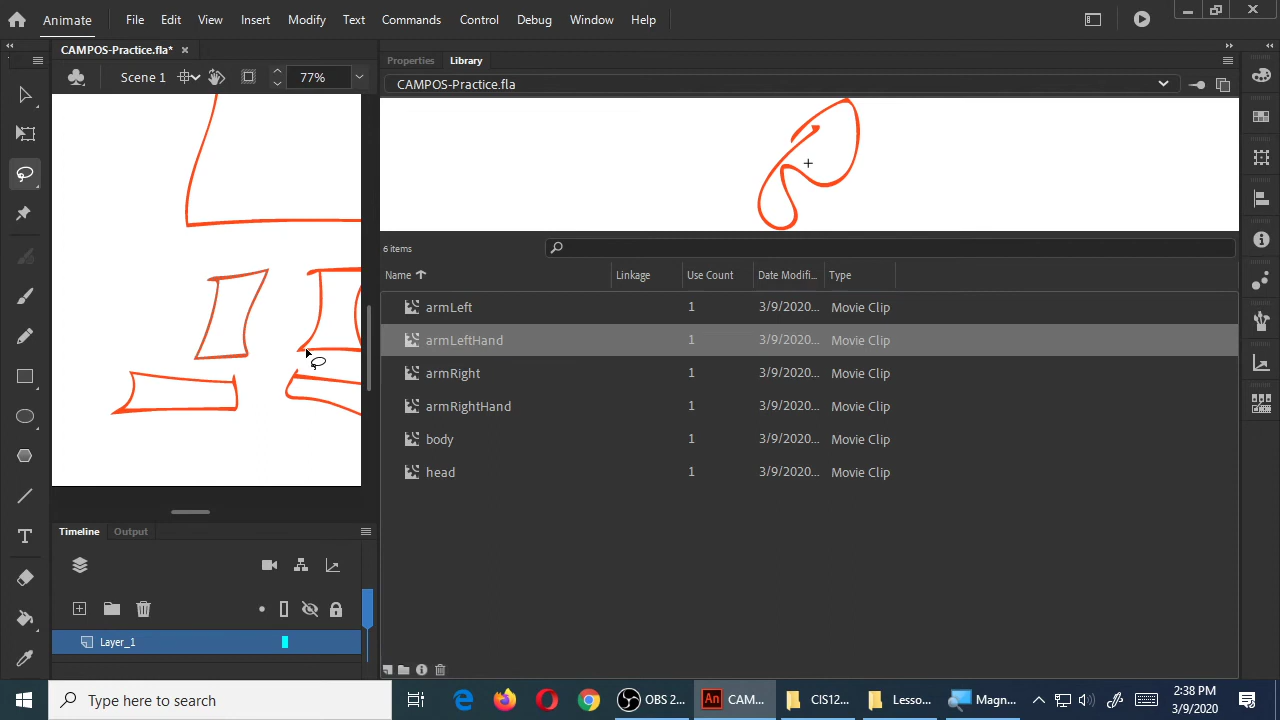 Animate File Edit View Insert Modify Text Commands Control Debug Window Help
CAMPOS-Practice.fla*
Scene 1 77%
Properties Library
CAMPOS-Practice.fla
6 items
Name Linkage Use Count Date Modifi... Type
armLeft 1 3/9/2020... Movie Clip
armLeftHand 1 3/9/2020... Movie Clip
armRight 1 3/9/2020... Movie Clip
armRightHand 1 3/9/2020... Movie Clip
body 1 3/9/2020... Movie Clip
head 1 3/9/2020... Movie Clip
Timeline Output
Layer_1
Type here to search
OBS 2... An CAM... CIS12... Lesso... Magn...
2:38 PM
3/9/2020